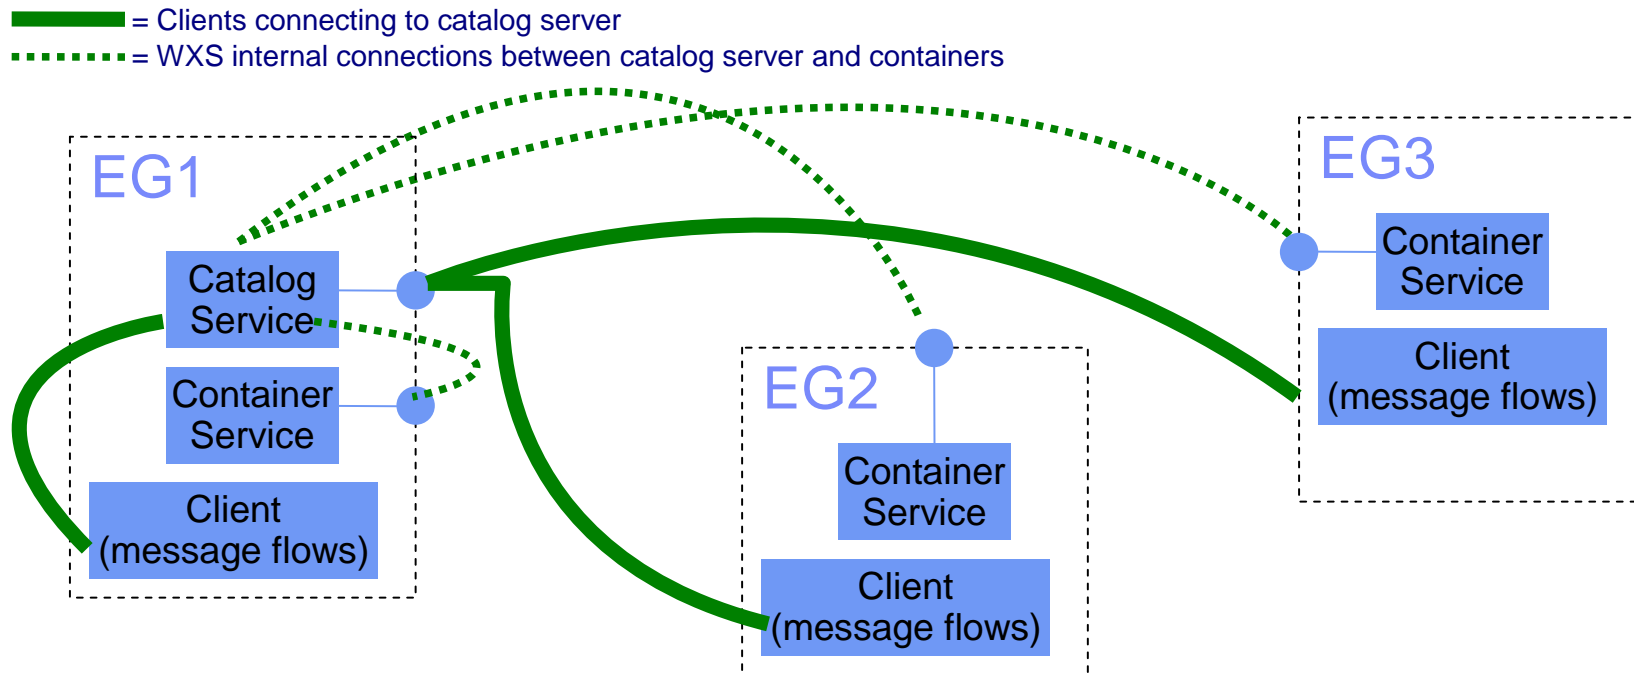 = Clients connecting to catalog server
= WXS internal connections between catalog server and containers
EG1
Catalog
Service
Container
Service
Client
(message flows)
EG2
Container
Service
Client
(message flows)
EG3
Container
Service
Client
(message flows)